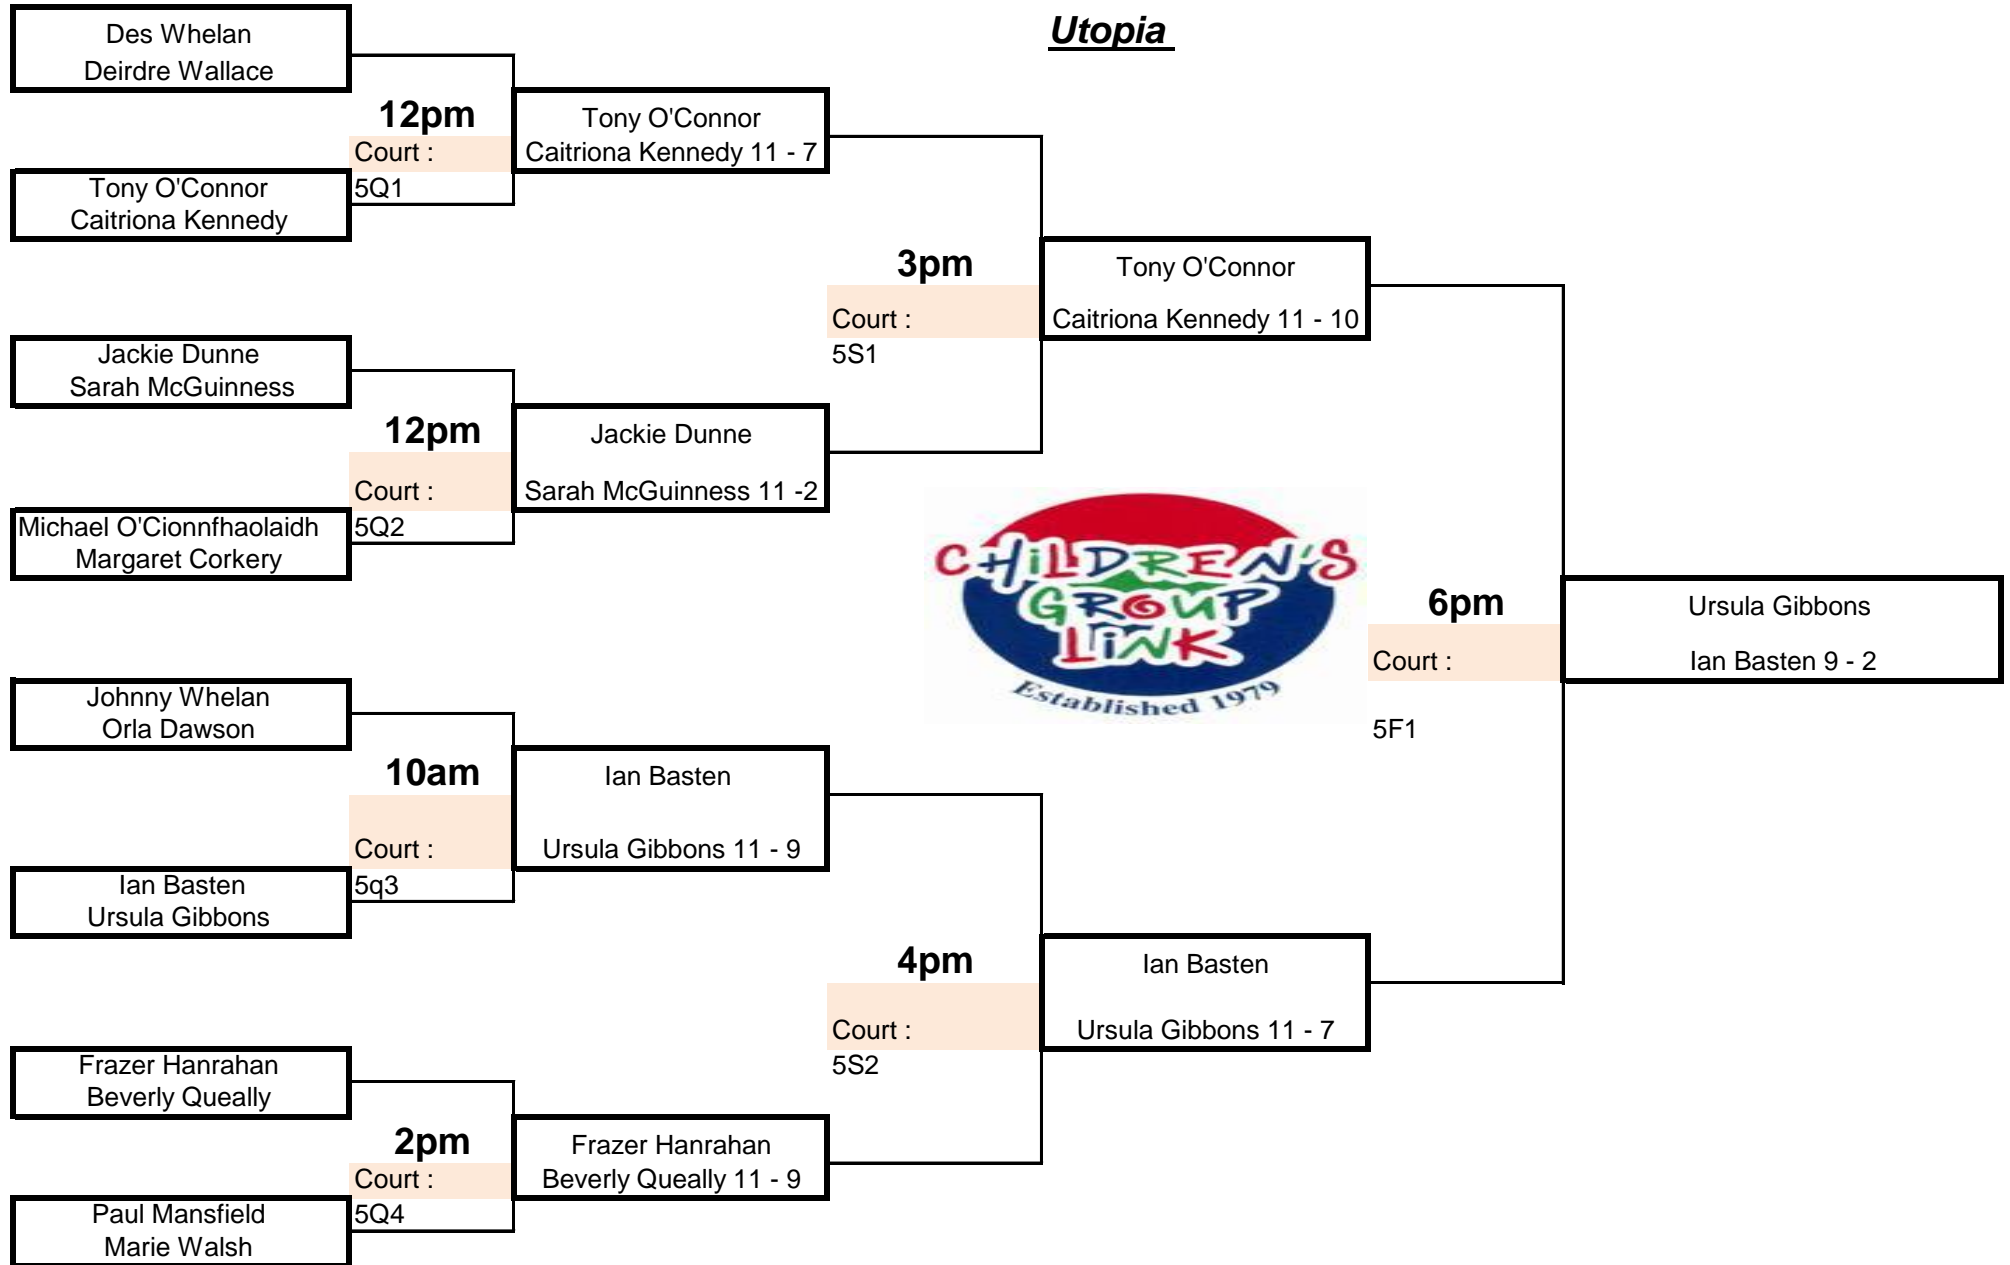 Utopia
Des Whelan
Deirdre Wallace
12pm
Court :
5Q1
Tony O'Connor
Caitriona Kennedy 11 - 7
Tony O'Connor
Caitriona Kennedy
3pm
Court :
5S1
Tony O'Connor
Caitriona Kennedy 11 - 10
Jackie Dunne
Sarah McGuinness
12pm
Court :
5Q2
Jackie Dunne
Sarah McGuinness 11 -2
Michael O'Cionnfhaolaidh
Margaret Corkery
CHILDREN'S
GROUP
LINK
Established 1979
6pm
Court :
5F1
Ursula Gibbons
Ian Basten 9 - 2
Johnny Whelan
Orla Dawson
10am
Court :
5q3
Ian Basten
Ursula Gibbons 11 - 9
Ian Basten
Ursula Gibbons
4pm
Court :
5S2
Ian Basten
Ursula Gibbons 11 - 7
Frazer Hanrahan
Beverly Queally
2pm
Court :
5Q4
Frazer Hanrahan
Beverly Queally 11 - 9
Paul Mansfield
Marie Walsh